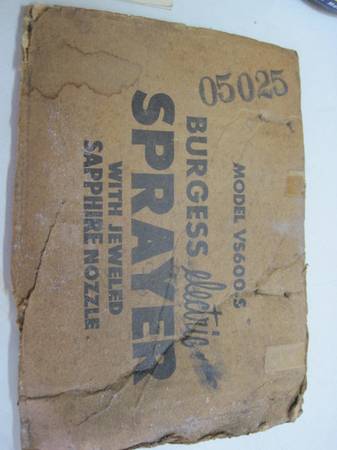 05025
MODEL VS600-S
BURGESS electric
SPRAYER
WITH JEWELED
SAPPHIRE NOZZLE